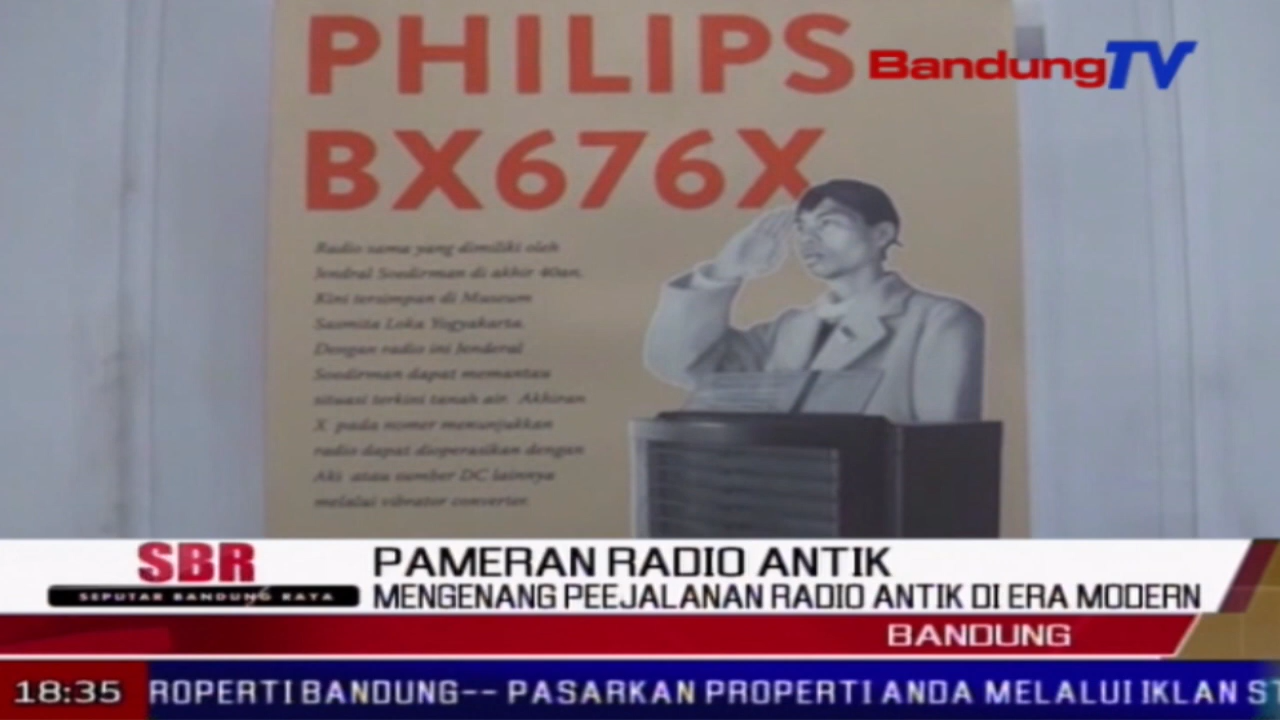 PHILIPS
BandungTV
BX676X
Radio sama yang dimiliki oleh
Jendral Soedirman di akhir 40an.
Kini tersimpan di Museum
Sasmita Loka Yogyakarta.
Dengan radio ini Jenderal
Soedirman dapat memantau
situasi terkini tanah air. Akhiran
X pada nomer menunjukkan
radio dapat dioperasikan dengan
Aki atau sumber DC lainnya
melalui vibrator converter.
SBR
SEPUTAR BANDUNG RAYA
PAMERAN RADIO ANTIK
MENGENANG PEEJALANAN RADIO ANTIK DI ERA MODERN
BANDUNG
18:35 ROPERTI BANDUNG-- PASARKAN PROPERTI ANDA MELALUI IKLAN S